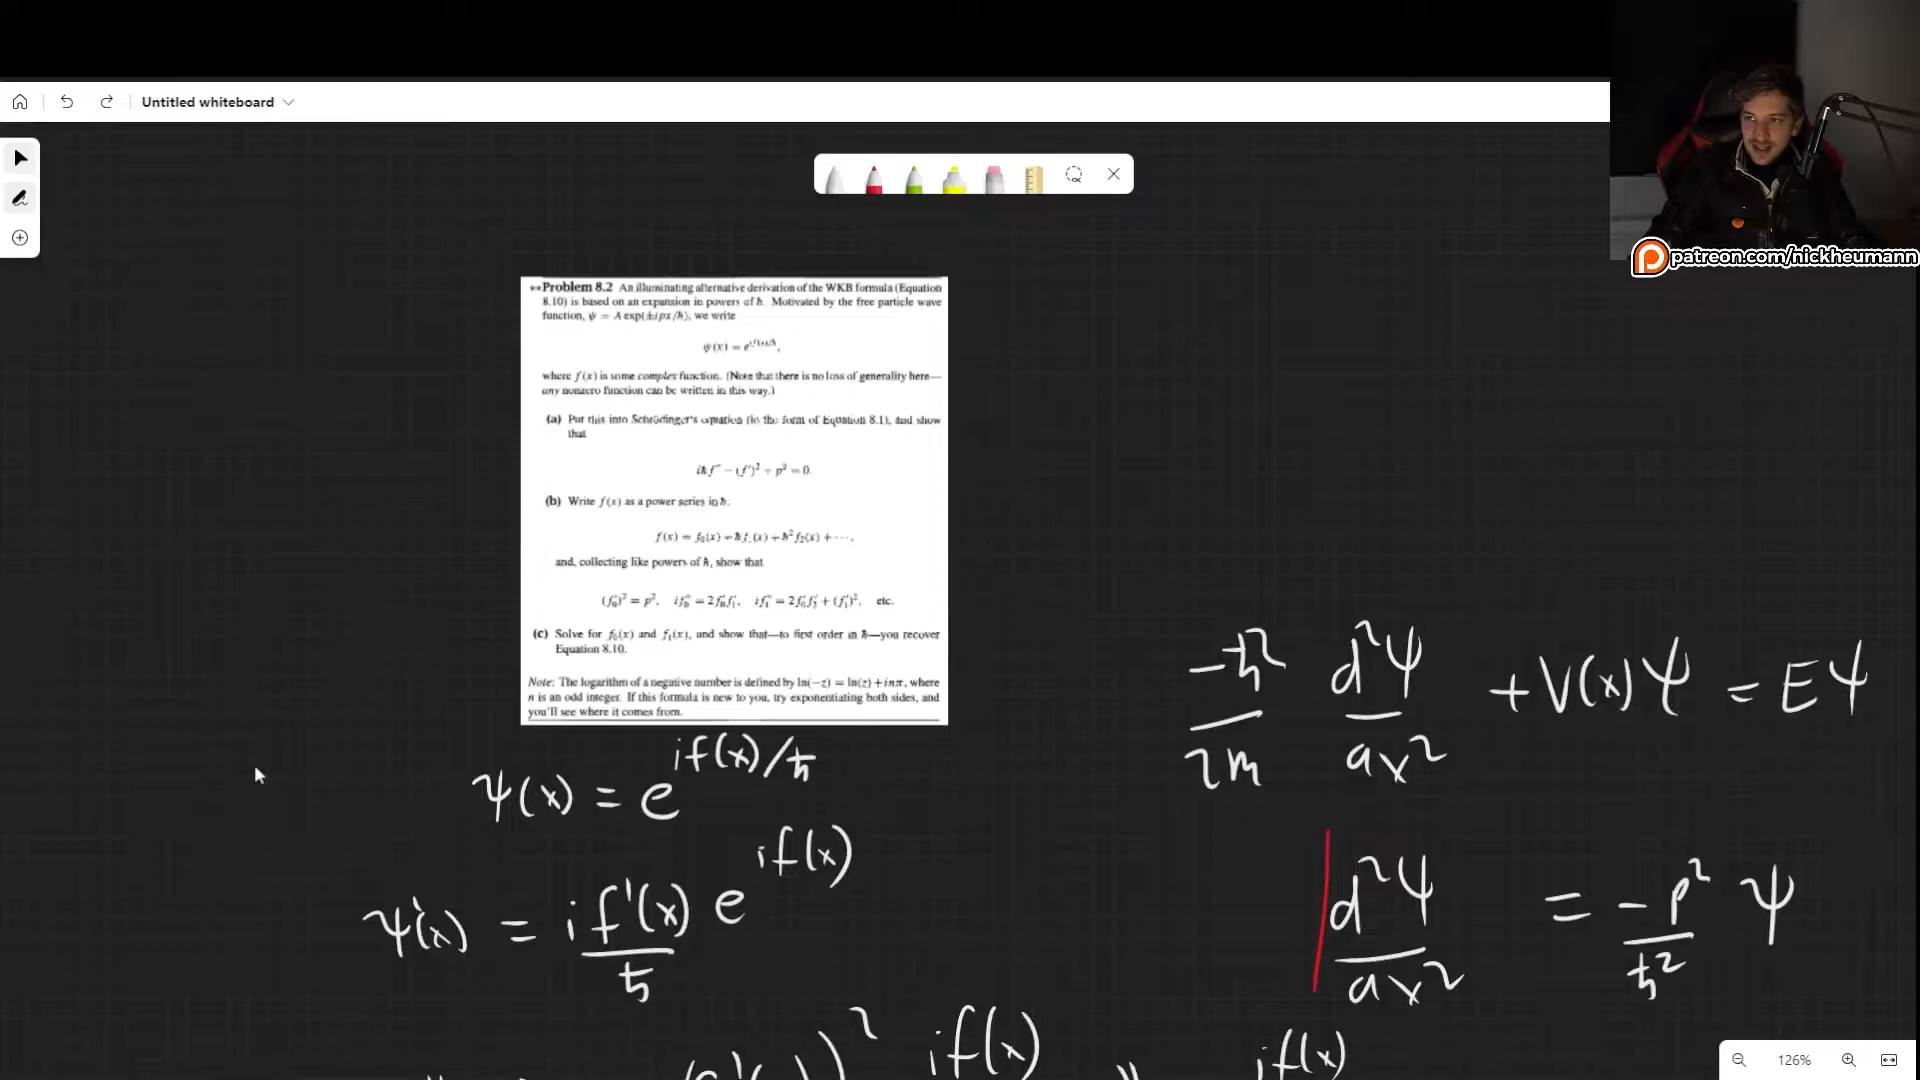 Untitled whiteboard
patreon.com/nickheumann
**Problem 8.2 An illuminating alternative derivation of the WKB formula (Equation
8.10) is based on an expansion in powers of ħ. Motivated by the free particle wave
function, ψ = A exp(±ipx/ħ), we write
ψ(x) = e^{if(x)/ħ},
where f(x) is some complex function. (Note that there is no loss of generality here—
any nonzero function can be written in this way.)
(a) Put this into Schrödinger's equation (in the form of Equation 8.1), and show
that
iħf'' − (f')² + p² = 0.
(b) Write f(x) as a power series in ħ:
f(x) = f₀(x) + ħf₁(x) + ħ²f₂(x) + ⋯,
and, collecting like powers of ħ, show that
(f₀')² = p², if₀'' = 2f₀'f₁', if₁'' = 2f₀'f₂' + (f₁')², etc.
(c) Solve for f₀(x) and f₁(x), and show that—to first order in ħ—you recover
Equation 8.10.
Note: The logarithm of a negative number is defined by ln(−z) = ln(z) + inπ, where
n is an odd integer. If this formula is new to you, try exponentiating both sides, and
you'll see where it comes from.
ψ(x) = e^{if(x)/ħ}
ψ'(x) = if'(x)/ħ e^{if(x)}
-ħ²/2m d²ψ/dx² + V(x)ψ = Eψ
d²ψ/dx² = -p²/ħ² ψ
2 if(x) if(x)
126%